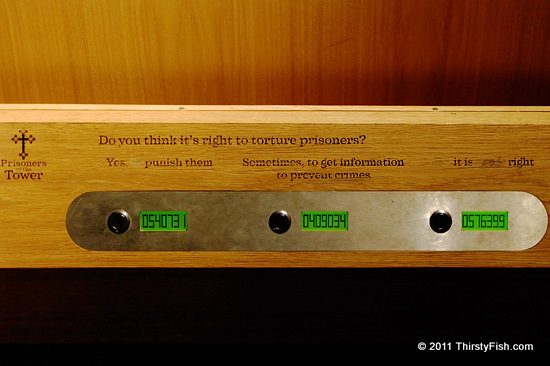 Do you think it's right to torture prisoners?
Prisoners
of the
Tower
Yes, punish them
Sometimes, to get information
to prevent crimes
it is not right
0540731
0409034
0576399
© 2011 ThirstyFish.com